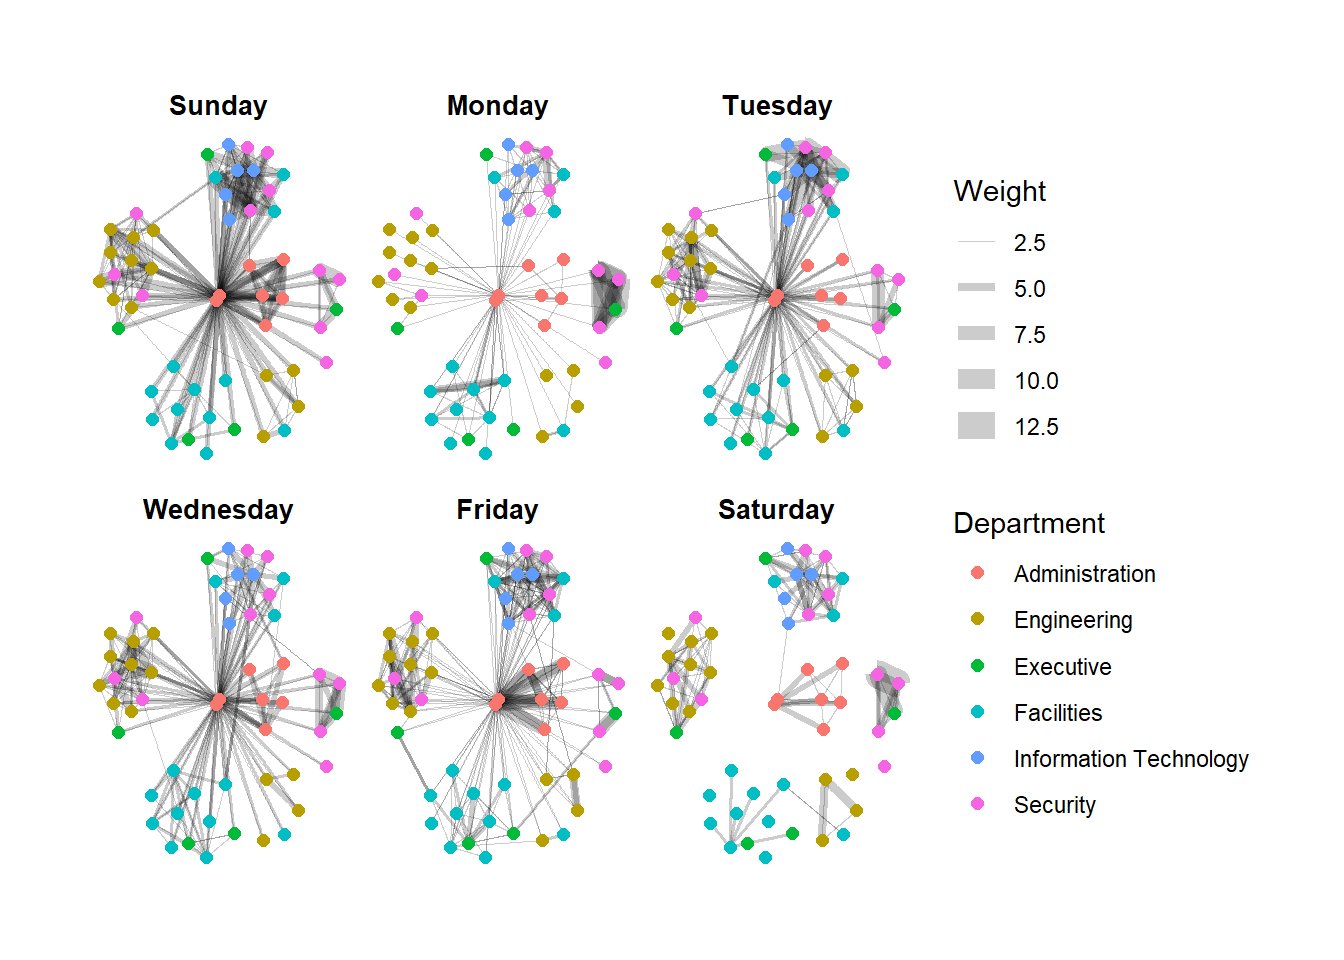 Sunday
Monday
Tuesday
Wednesday
Friday
Saturday
Weight
2.5
5.0
7.5
10.0
12.5
Department
Administration
Engineering
Executive
Facilities
Information Technology
Security